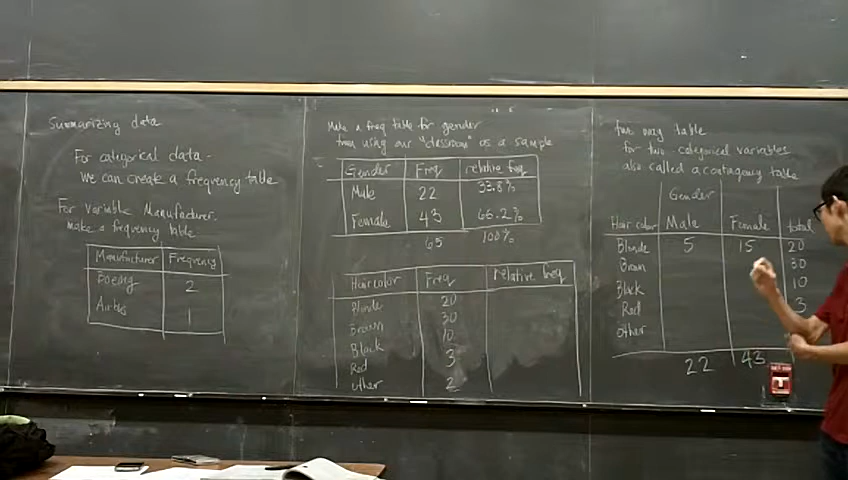 Summarizing data
For categorical data -
we can create a frequency table
For variable Manufacturer.
make a frequency table
Manufacturer Frequency
Boeing 2
Airbus 1
Make a freq table for gender
from using our "classroom" as a sample
Gender Freq relative freq
Male 22 33.8%
Female 43 66.2%
65 100%
Hair color Freq relative freq
Blonde 20
Brown 30
Black 10
Red 3
other 2
two way table
for two categorical variables
also called a contagency table
Gender
Hair color Male Female total
Blonde 5 15 20
Brown 30
Black 10
Red 3
other
22 43